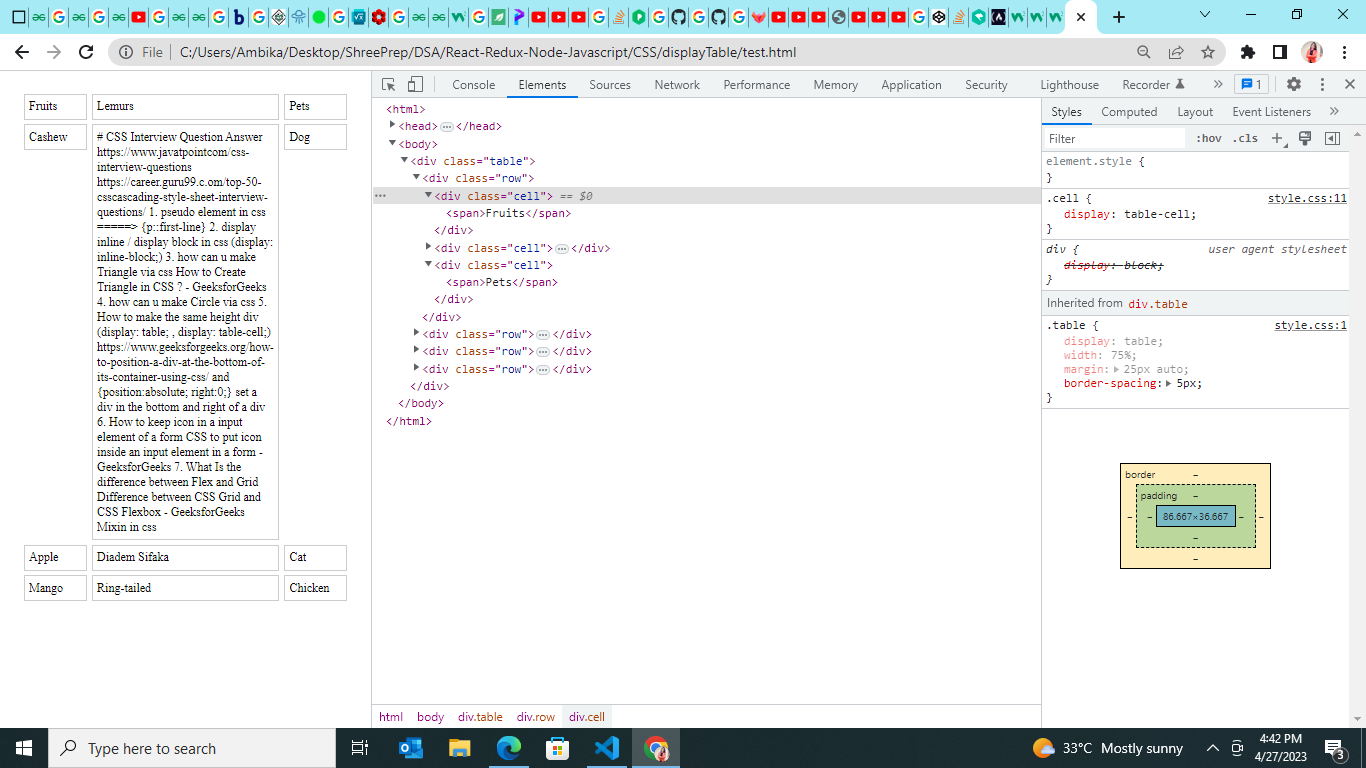 File
C:/Users/Ambika/Desktop/ShreePrep/DSA/React-Redux-Node-Javascript/CSS/displayTable/test.html
Fruits Lemurs Pets
Cashew
# CSS Interview Question Answer
https://www.javatpointcom/css-
interview-questions
https://career.guru99.c.om/top-50-
csscascading-style-sheet-interview-
questions/ 1. pseudo element in css
=====> {p::first-line} 2. display
inline / display block in css (display:
inline-block;) 3. how can u make
Triangle via css How to Create
Triangle in CSS ? - GeeksforGeeks
4. how can u make Circle via css 5.
How to make the same height div
(display: table; , display: table-cell;)
https://www.geeksforgeeks.org/how-
to-position-a-div-at-the-bottom-of-
its-container-using-css/ and
{position:absolute; right:0;} set a
div in the bottom and right of a div
6. How to keep icon in a input
element of a form CSS to put icon
inside an input element in a form -
GeeksforGeeks 7. What Is the
difference between Flex and Grid
Difference between CSS Grid and
CSS Flexbox - GeeksforGeeks
Mixin in css
Dog
Apple Diadem Sifaka Cat
Mango Ring-tailed Chicken
Console Elements Sources Network Performance Memory Application Security Lighthouse Recorder 1
<html>
<head>…</head>
<body>
<div class="table">
<div class="row">
<div class="cell"> == $0
<span>Fruits</span>
</div>
<div class="cell">…</div>
<div class="cell">
<span>Pets</span>
</div>
</div>
<div class="row">…</div>
<div class="row">…</div>
<div class="row">…</div>
</div>
</body>
</html>
html body div.table div.row div.cell
Styles Computed Layout Event Listeners
Filter :hov .cls
element.style {
}
.cell { style.css:11
display: table-cell;
}
div { user agent stylesheet
display: block;
}
Inherited from div.table
.table { style.css:1
display: table;
width: 75%;
margin: 25px auto;
border-spacing: 5px;
}
border –
padding –
– – 86.667×36.667 – –
–
–
Type here to search
33°C Mostly sunny
4:42 PM
4/27/2023
3